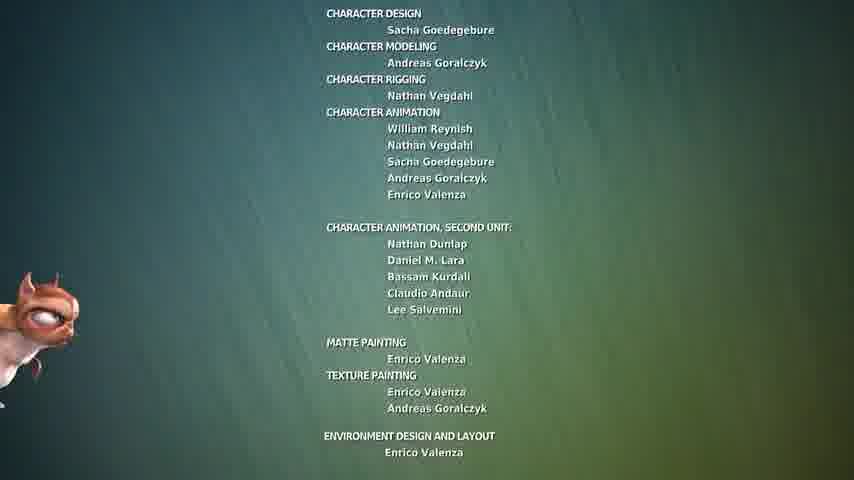 CHARACTER DESIGN
Sacha Goedegebure
CHARACTER MODELING
Andreas Goralczyk
CHARACTER RIGGING
Nathan Vegdahl
CHARACTER ANIMATION
William Reynish
Nathan Vegdahl
Sacha Goedegebure
Andreas Goralczyk
Enrico Valenza
CHARACTER ANIMATION, SECOND UNIT:
Nathan Dunlap
Daniel M. Lara
Bassam Kurdali
Claudio Andaur
Lee Salvemini
MATTE PAINTING
Enrico Valenza
TEXTURE PAINTING
Enrico Valenza
Andreas Goralczyk
ENVIRONMENT DESIGN AND LAYOUT
Enrico Valenza